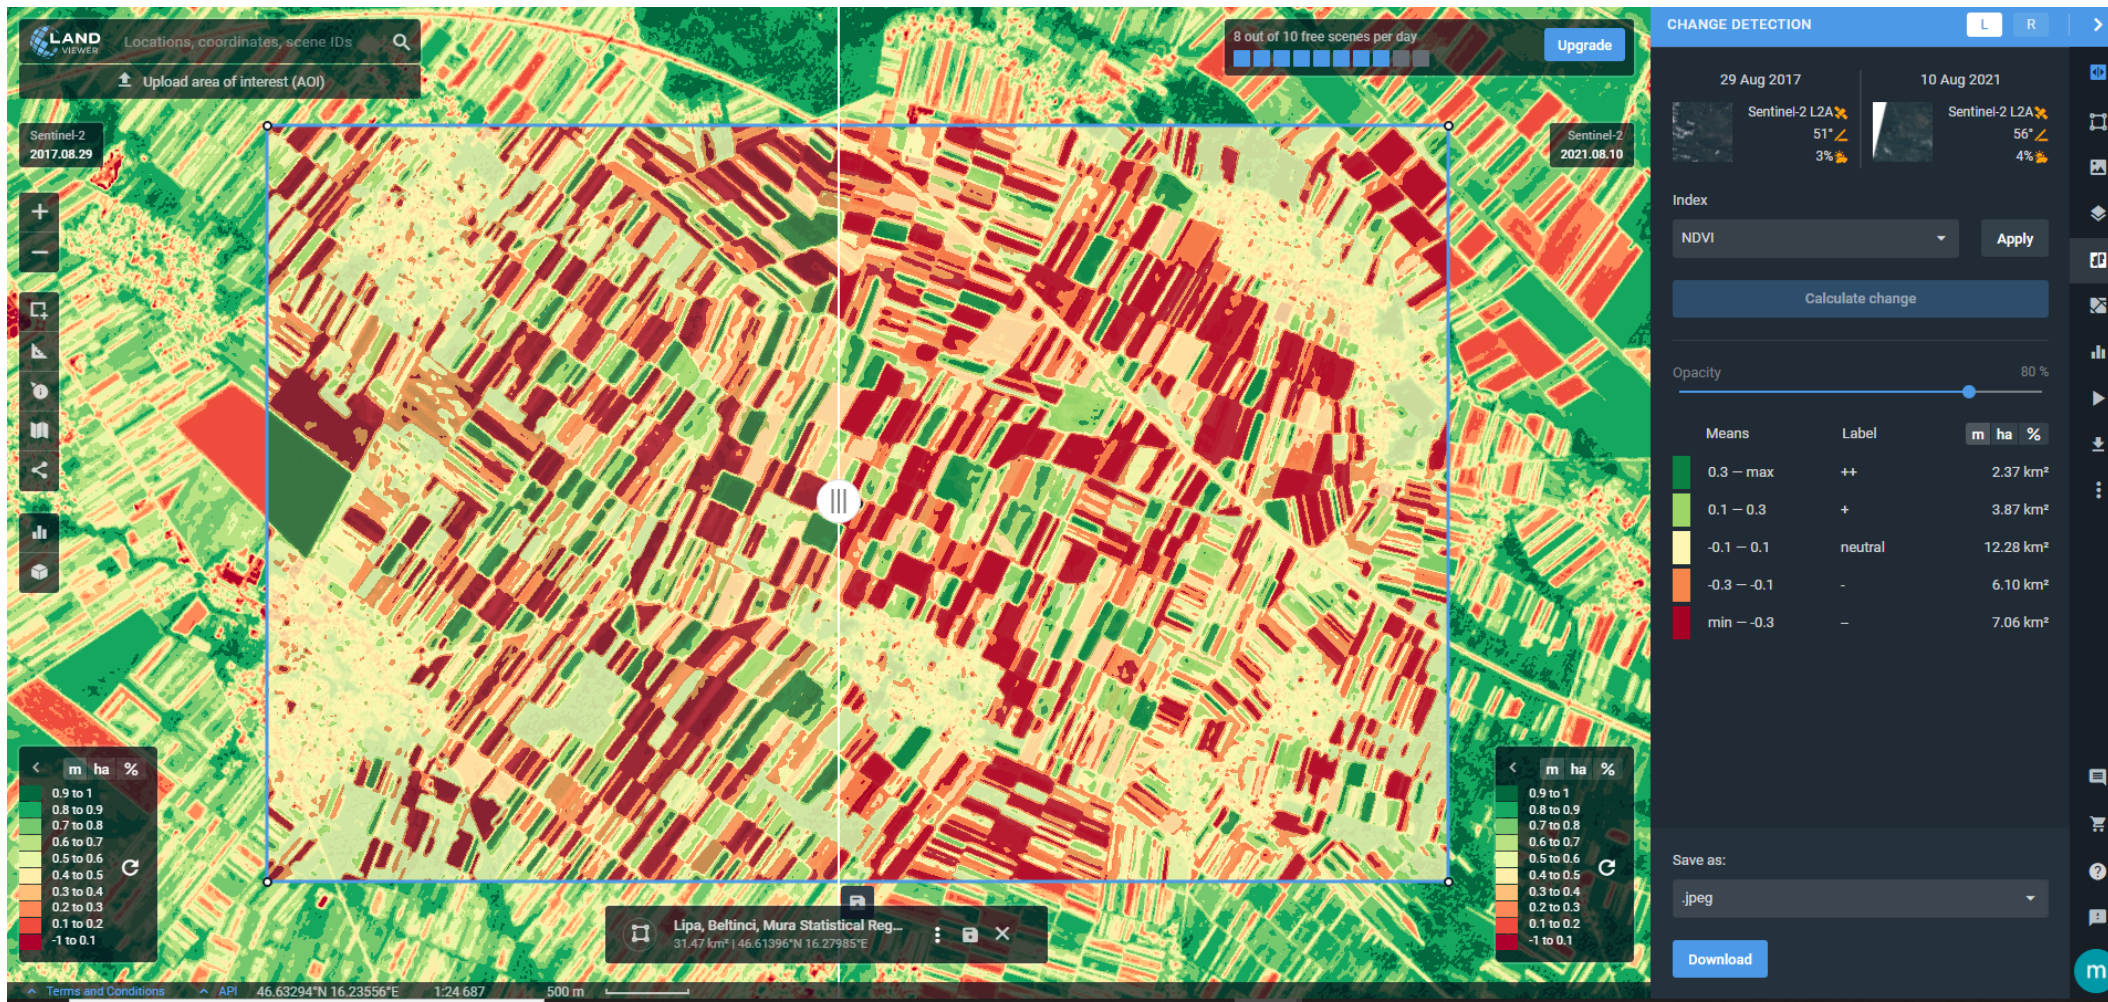 LAND
VIEWER
Locations, coordinates, scene IDs
Upload area of interest (AOI)
8 out of 10 free scenes per day
Upgrade
Sentinel-2
2017.08.29
Sentinel-2
2021.08.10
m ha %
0.9 to 1
0.8 to 0.9
0.7 to 0.8
0.6 to 0.7
0.5 to 0.6
0.4 to 0.5
0.3 to 0.4
0.2 to 0.3
0.1 to 0.2
-1 to 0.1
m ha %
0.9 to 1
0.8 to 0.9
0.7 to 0.8
0.6 to 0.7
0.5 to 0.6
0.4 to 0.5
0.3 to 0.4
0.2 to 0.3
0.1 to 0.2
-1 to 0.1
Lipa, Beltinci, Mura Statistical Reg...
31.47 km² | 46.61396°N 16.27985°E
Terms and Conditions API 46.63294°N 16.23556°E 1:24 687 500 m
CHANGE DETECTION L R
29 Aug 2017 10 Aug 2021
Sentinel-2 L2A Sentinel-2 L2A
51° 56°
3% 4%
Index
NDVI Apply
Calculate change
Opacity 80 %
Means Label m ha %
0.3 – max ++ 2.37 km²
0.1 – 0.3 + 3.87 km²
-0.1 – 0.1 neutral 12.28 km²
-0.3 – -0.1 - 6.10 km²
min – -0.3 -- 7.06 km²
Save as:
.jpeg
Download
m